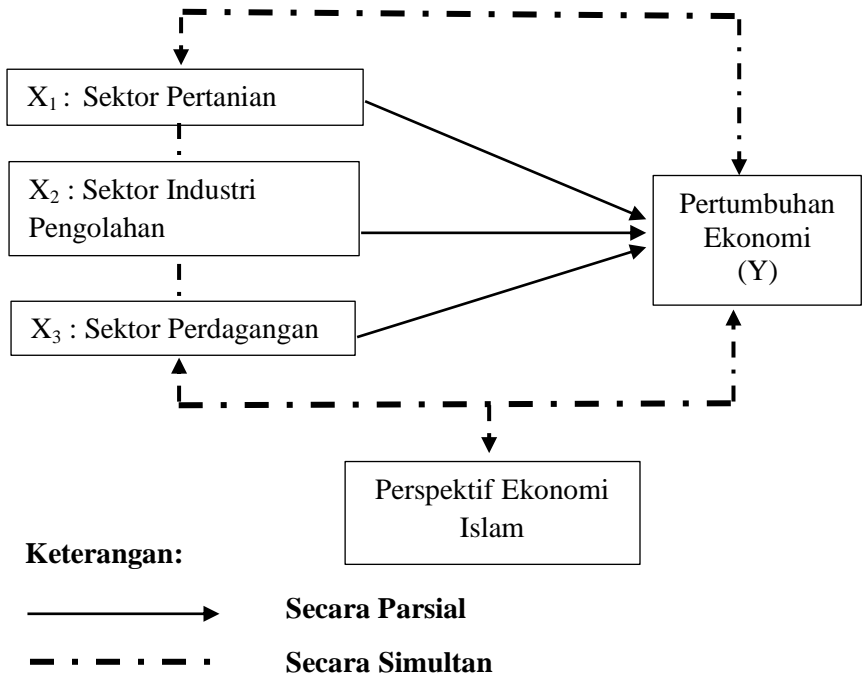 X₁ : Sektor Pertanian
X₂ : Sektor Industri
Pengolahan
X₃ : Sektor Perdagangan
Pertumbuhan
Ekonomi
(Y)
Perspektif Ekonomi
Islam
Keterangan:
Secara Parsial
Secara Simultan